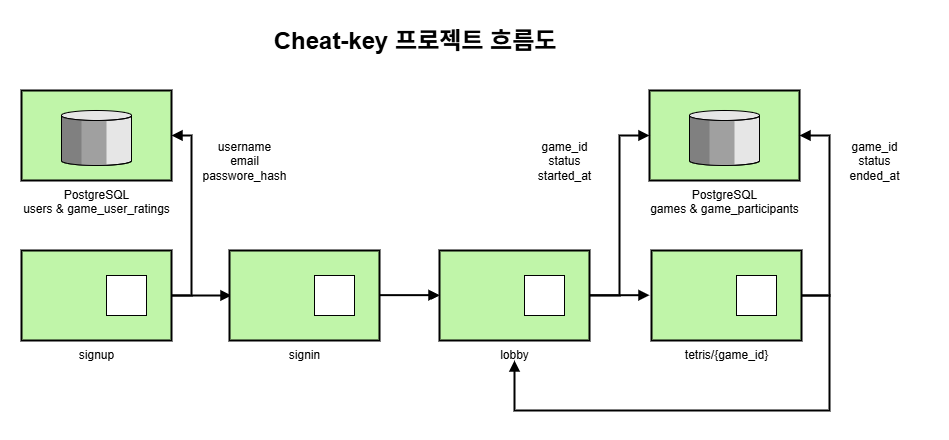 Cheat-key 프로젝트 흐름도
username
email
passwore_hash
game_id
status
started_at
game_id
status
ended_at
PostgreSQL
users & game_user_ratings
PostgreSQL
games & game_participants
signup
signin
lobby
tetris/{game_id}